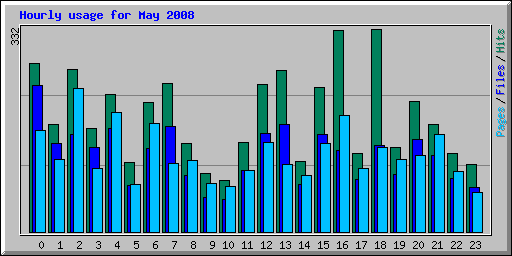 Hourly usage for May 2008
332
Pages/Files/Hits
0 1 2 3 4 5 6 7 8 9 10 11 12 13 14 15 16 17 18 19 20 21 22 23